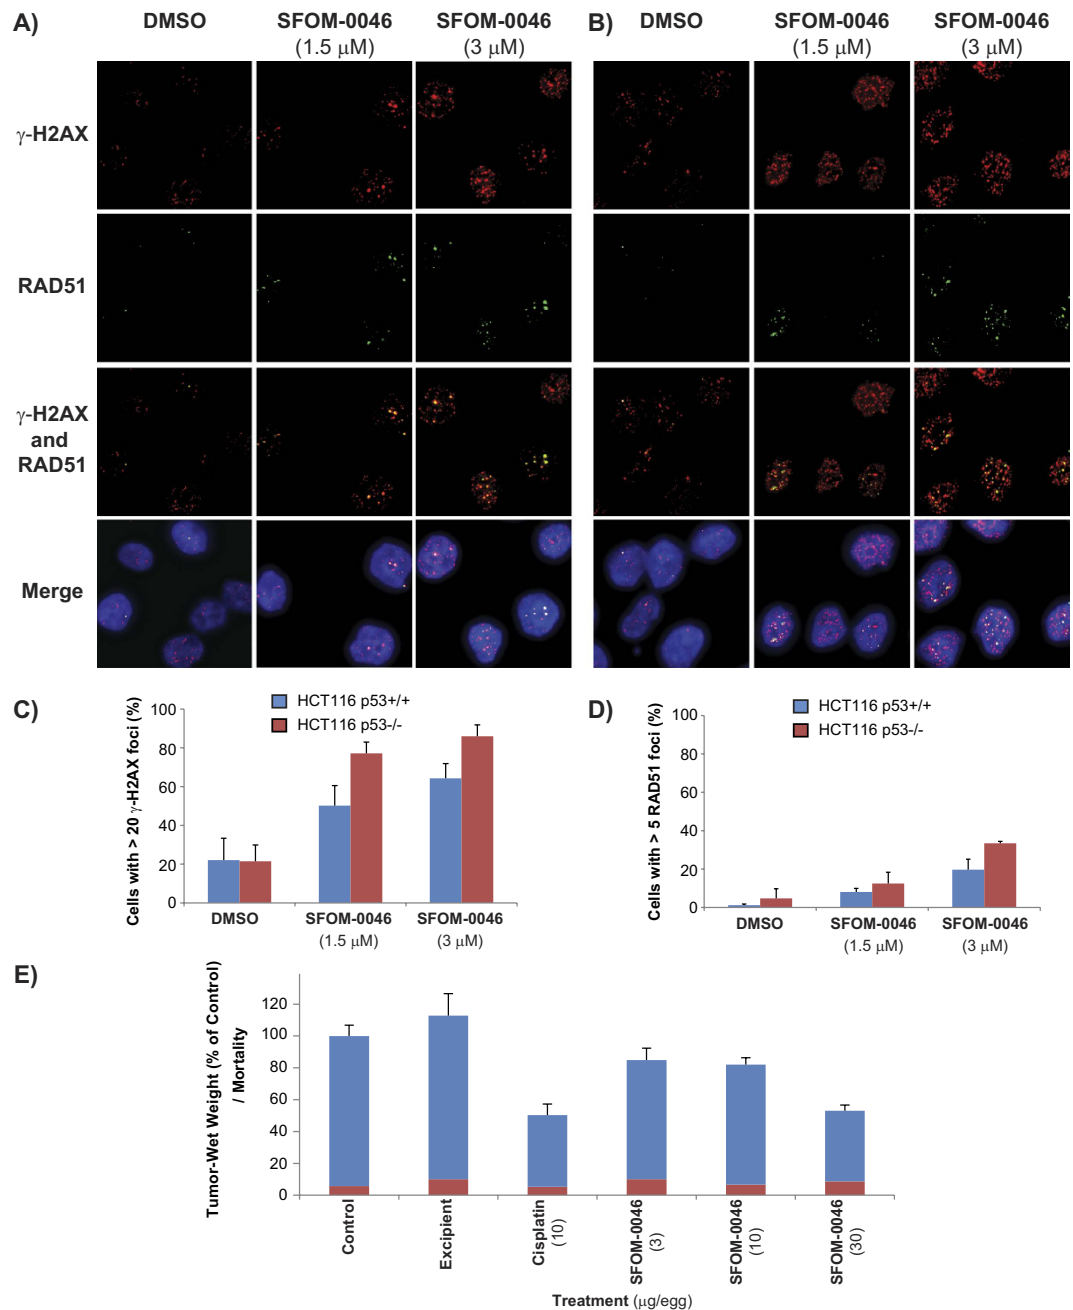 A)
DMSO
SFOM-0046
(1.5 μM)
SFOM-0046
(3 μM)
B)
DMSO
SFOM-0046
(1.5 μM)
SFOM-0046
(3 μM)
γ-H2AX
RAD51
γ-H2AX
and
RAD51
Merge
C)
HCT116 p53+/+
HCT116 p53-/-
Cells with > 20 γ-H2AX foci (%)
100
80
60
40
20
0
DMSO
SFOM-0046
(1.5 μM)
SFOM-0046
(3 μM)
D)
HCT116 p53+/+
HCT116 p53-/-
Cells with > 5 RAD51 foci (%)
100
80
60
40
20
0
DMSO
SFOM-0046
(1.5 μM)
SFOM-0046
(3 μM)
E)
Tumor-Wet Weight (% of Control)
/ Mortality
120
100
80
60
40
20
0
Control
Excipient
Cisplatin
(10)
SFOM-0046
(3)
SFOM-0046
(10)
SFOM-0046
(30)
Treatment (μg/egg)